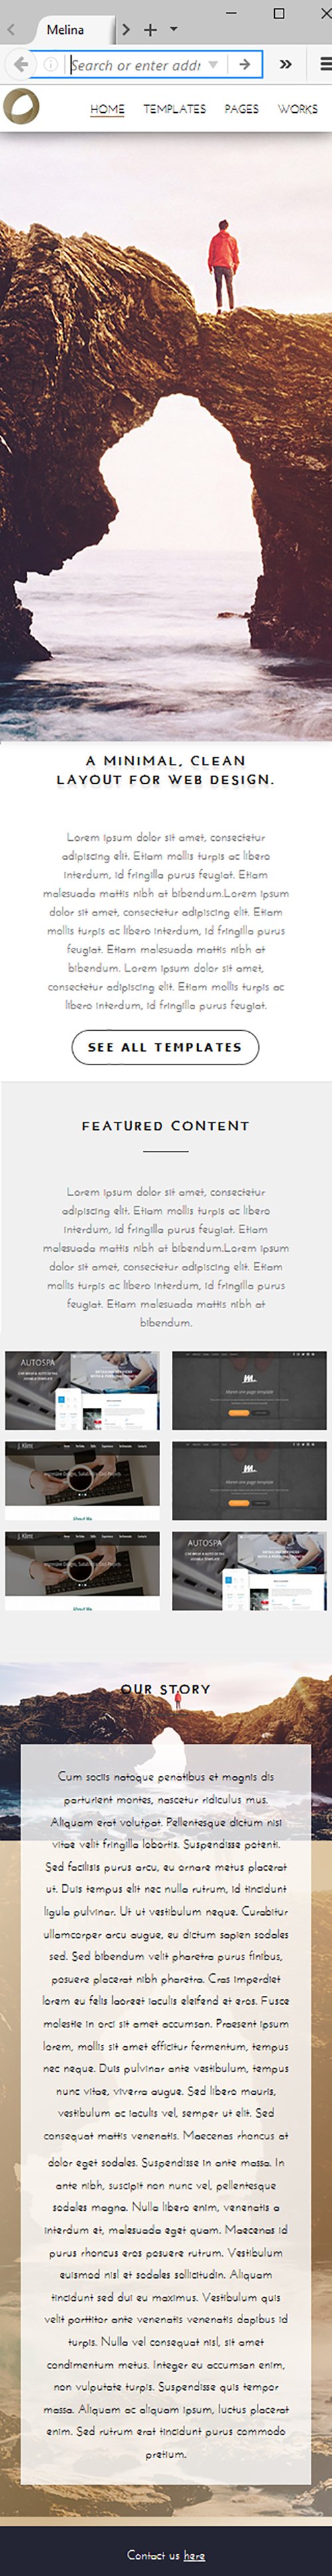 Melina
Search or enter addr
HOME TEMPLATES PAGES WORKS
A MINIMAL, CLEAN
LAYOUT FOR WEB DESIGN.
Lorem ipsum dolor sit amet, consectetur
adipiscing elit. Etiam mollis turpis ac libero
interdum, id fringilla purus feugiat. Etiam
malesuada mattis nibh at bibendum.Lorem ipsum
dolor sit amet, consectetur adipiscing elit. Etiam
mollis turpis ac libero interdum, id fringilla purus
feugiat. Etiam malesuada mattis nibh at
bibendum. Lorem ipsum dolor sit amet,
consectetur adipiscing elit. Etiam mollis turpis ac
libero interdum, id fringilla purus feugiat.
SEE ALL TEMPLATES
FEATURED CONTENT
Lorem ipsum dolor sit amet, consectetur
adipiscing elit. Etiam mollis turpis ac libero
interdum, id fringilla purus feugiat. Etiam
malesuada mattis nibh at bibendum.Lorem ipsum
dolor sit amet, consectetur adipiscing elit. Etiam
mollis turpis ac libero interdum, id fringilla purus
feugiat. Etiam malesuada mattis nibh at
bibendum.
AUTOSPA
J. Klint
About Me
J. Klint
AUTOSPA
OUR STORY
Cum sociis natoque penatibus et magnis dis
parturient montes, nascetur ridiculus mus.
Aliquam erat volutpat. Pellentesque dictum nisi
vitae velit fringilla lobortis. Suspendisse potenti.
Sed facilisis purus arcu, eu ornare metus placerat
ut. Duis tempus elit nec nulla rutrum, id tincidunt
ligula pulvinar. Ut ut vestibulum neque. Curabitur
ullamcorper arcu augue, eu dictum sapien sodales
sed. Sed bibendum velit pharetra purus finibus,
posuere placerat nibh pharetra. Cras imperdiet
lorem eu felis laoreet iaculis eleifend et eros. Fusce
molestie in orci sit amet accumsan. Praesent ipsum
lorem, mollis sit amet efficitur fermentum, tempus
nec neque. Duis pulvinar ante vestibulum, tempus
nunc vitae, viverra augue. Sed libero mauris,
vestibulum ac iaculis vel, semper ut elit. Sed
consequat mattis venenatis. Maecenas rhoncus at
dolor eget sodales. Suspendisse in ante massa. In
ante nibh, suscipit non nunc vel, pellentesque
sodales magna. Nulla libero enim, venenatis a
interdum et, malesuada eget quam. Maecenas id
purus rhoncus eros posuere rutrum. Vestibulum
euismod nisl et sodales sollicitudin. Aliquam
tincidunt sed dui eu maximus. Vestibulum quis
velit porttitor ante venenatis venenatis dapibus id
turpis. Nulla vel consequat nisl, sit amet
condimentum metus. Integer eu accumsan enim,
non vulputate turpis. Suspendisse quis tempor
massa. Aliquam ac aliquam ipsum, luctus placerat
enim. Sed rutrum erat tincidunt purus commodo
pretium.
Contact us here